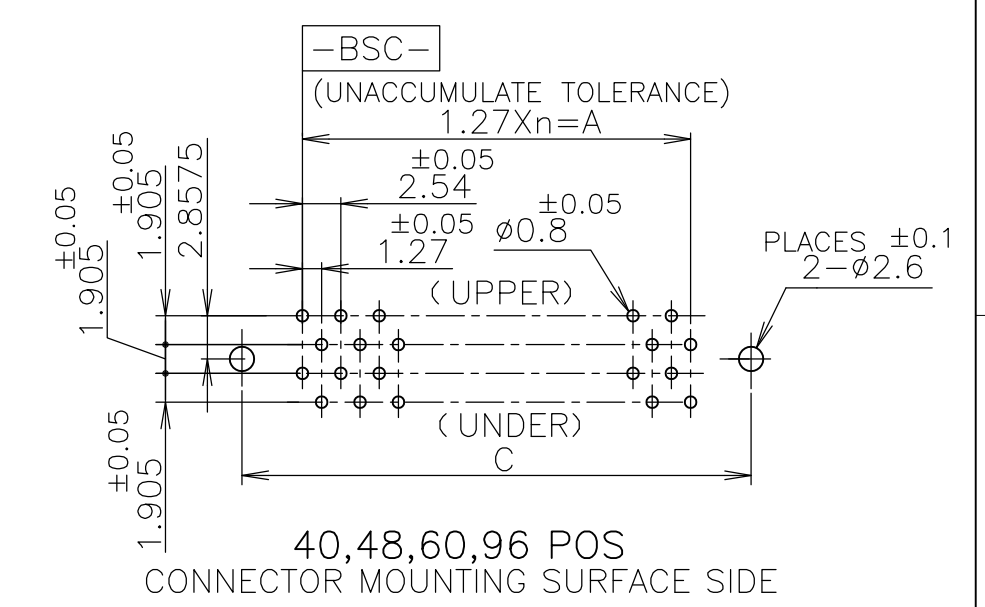 -BSC-
(UNACCUMULATE TOLERANCE)
1.27Xn=A
±0.05
2.54
±0.05
1.27
±0.05
ø0.8
PLACES ±0.1
2-ø2.6
±0.05
1.905
±0.05
1.905
2.8575
(UPPER)
(UNDER)
C
±0.05
1.905
40,48,60,96 POS
CONNECTOR MOUNTING SURFACE SIDE